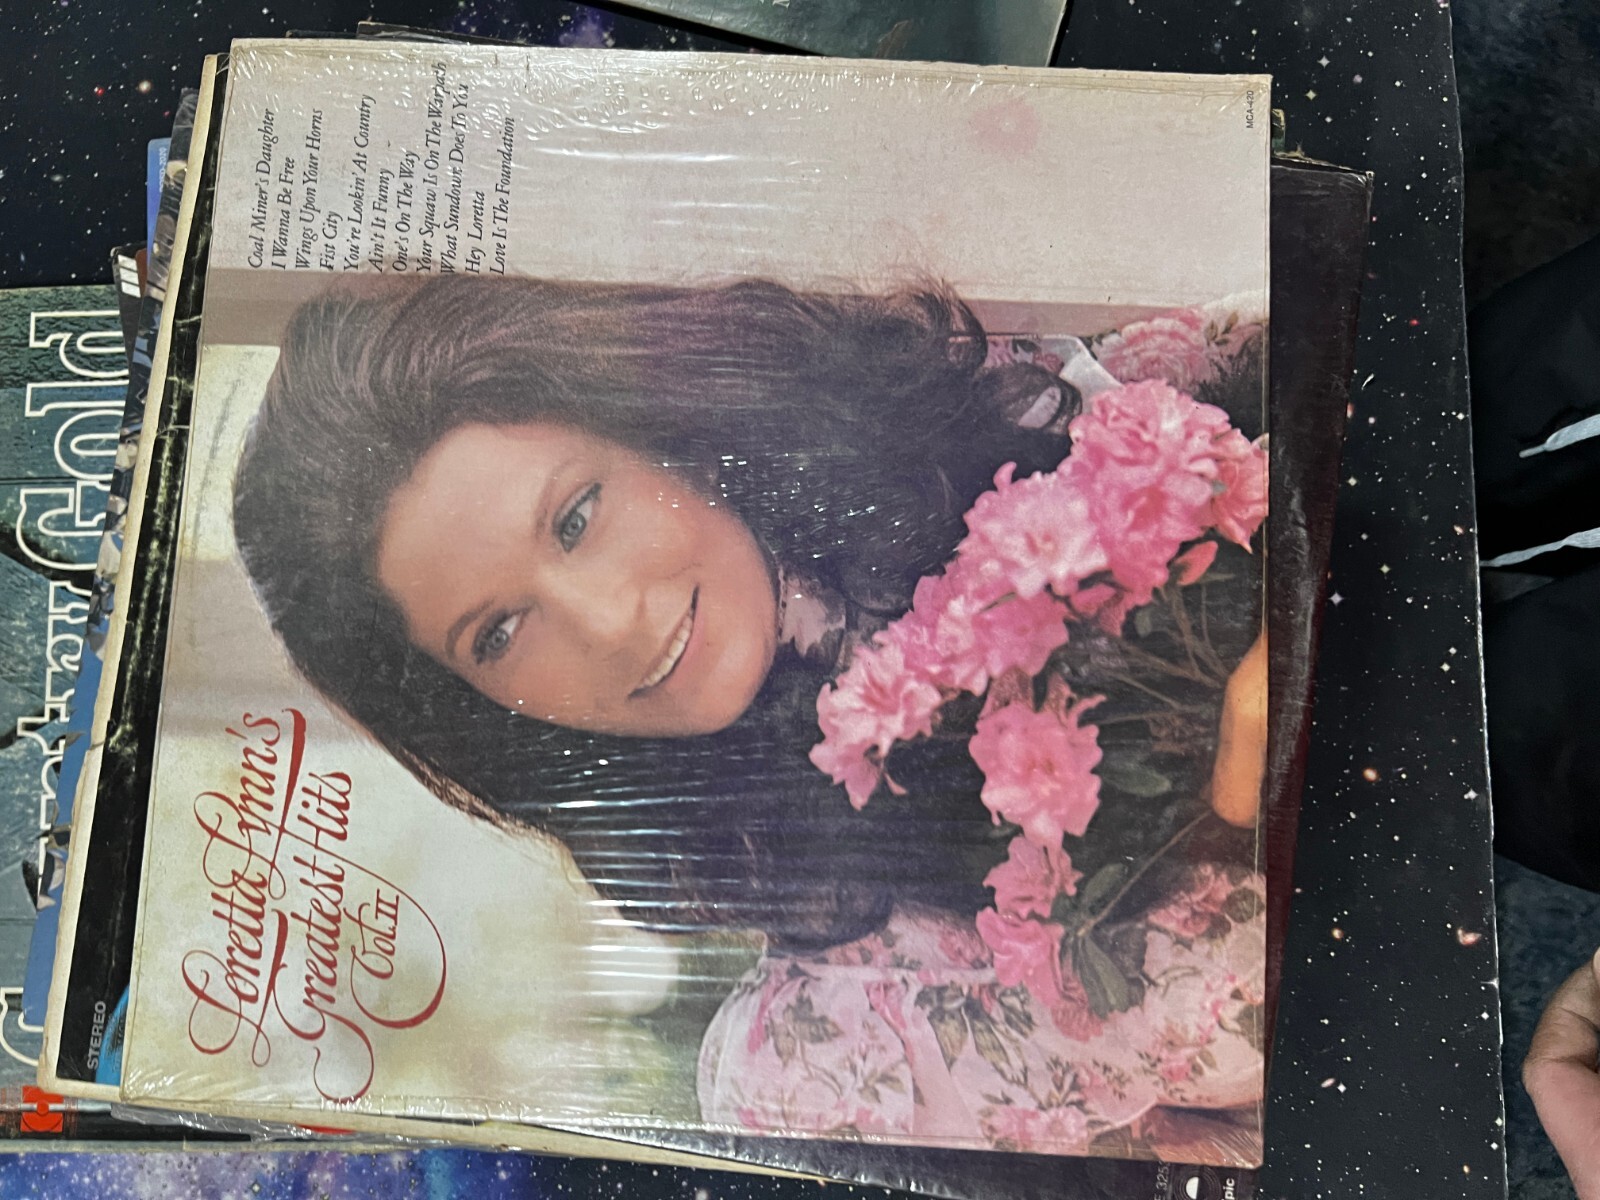 Loretta Lynn's
Greatest Hits
Vol. II
Coal Miner's Daughter
I Wanna Be Free
Wings Upon Your Horns
Fist City
You're Lookin' At Country
Ain't It Funny
One's On The Way
Your Squaw Is On The Warpath
What Sundown Does To You
Hey Loretta
Love Is The Foundation
MCA-420
STEREO
Country Gold